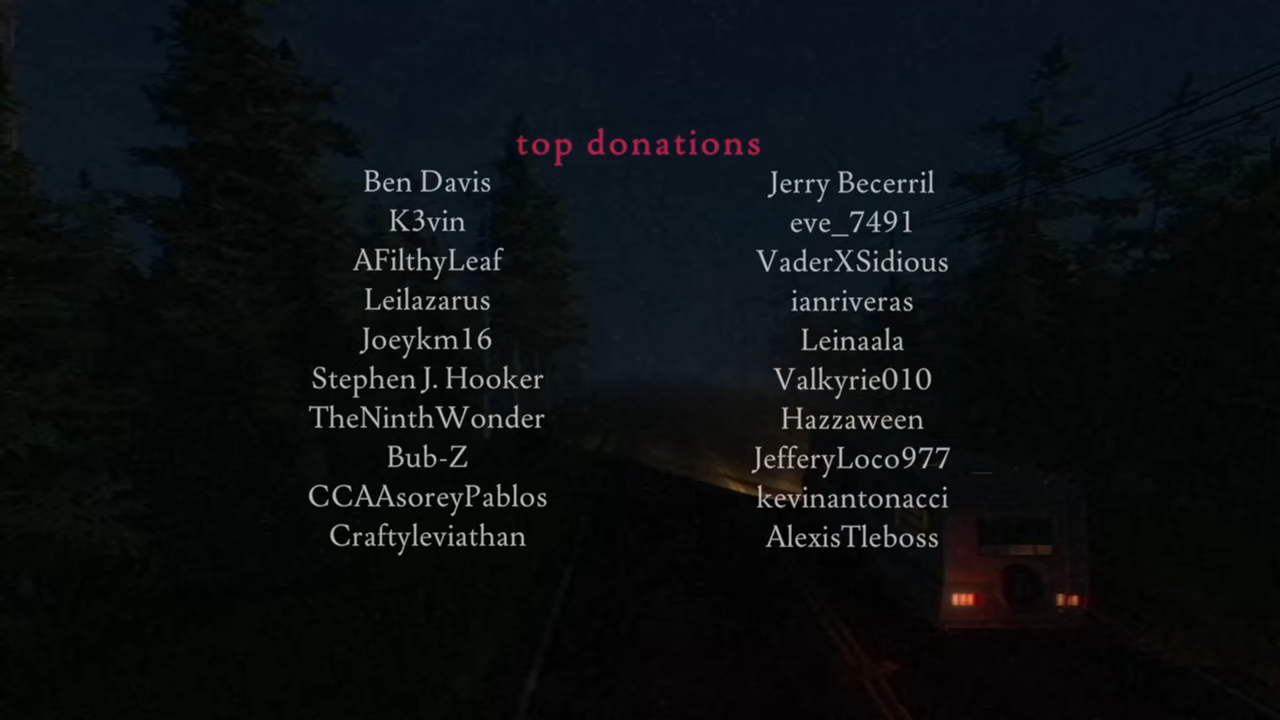 top donations
Ben Davis
K3vin
AFilthyLeaf
Leilazarus
Joeykm16
Stephen J. Hooker
TheNinthWonder
Bub-Z
CCAAsoreyPablos
Craftyleviathan
Jerry Becerril
eve_7491
VaderXSidious
ianriveras
Leinaala
Valkyrie010
Hazzaween
JefferyLoco977
kevinantonacci
AlexisTleboss